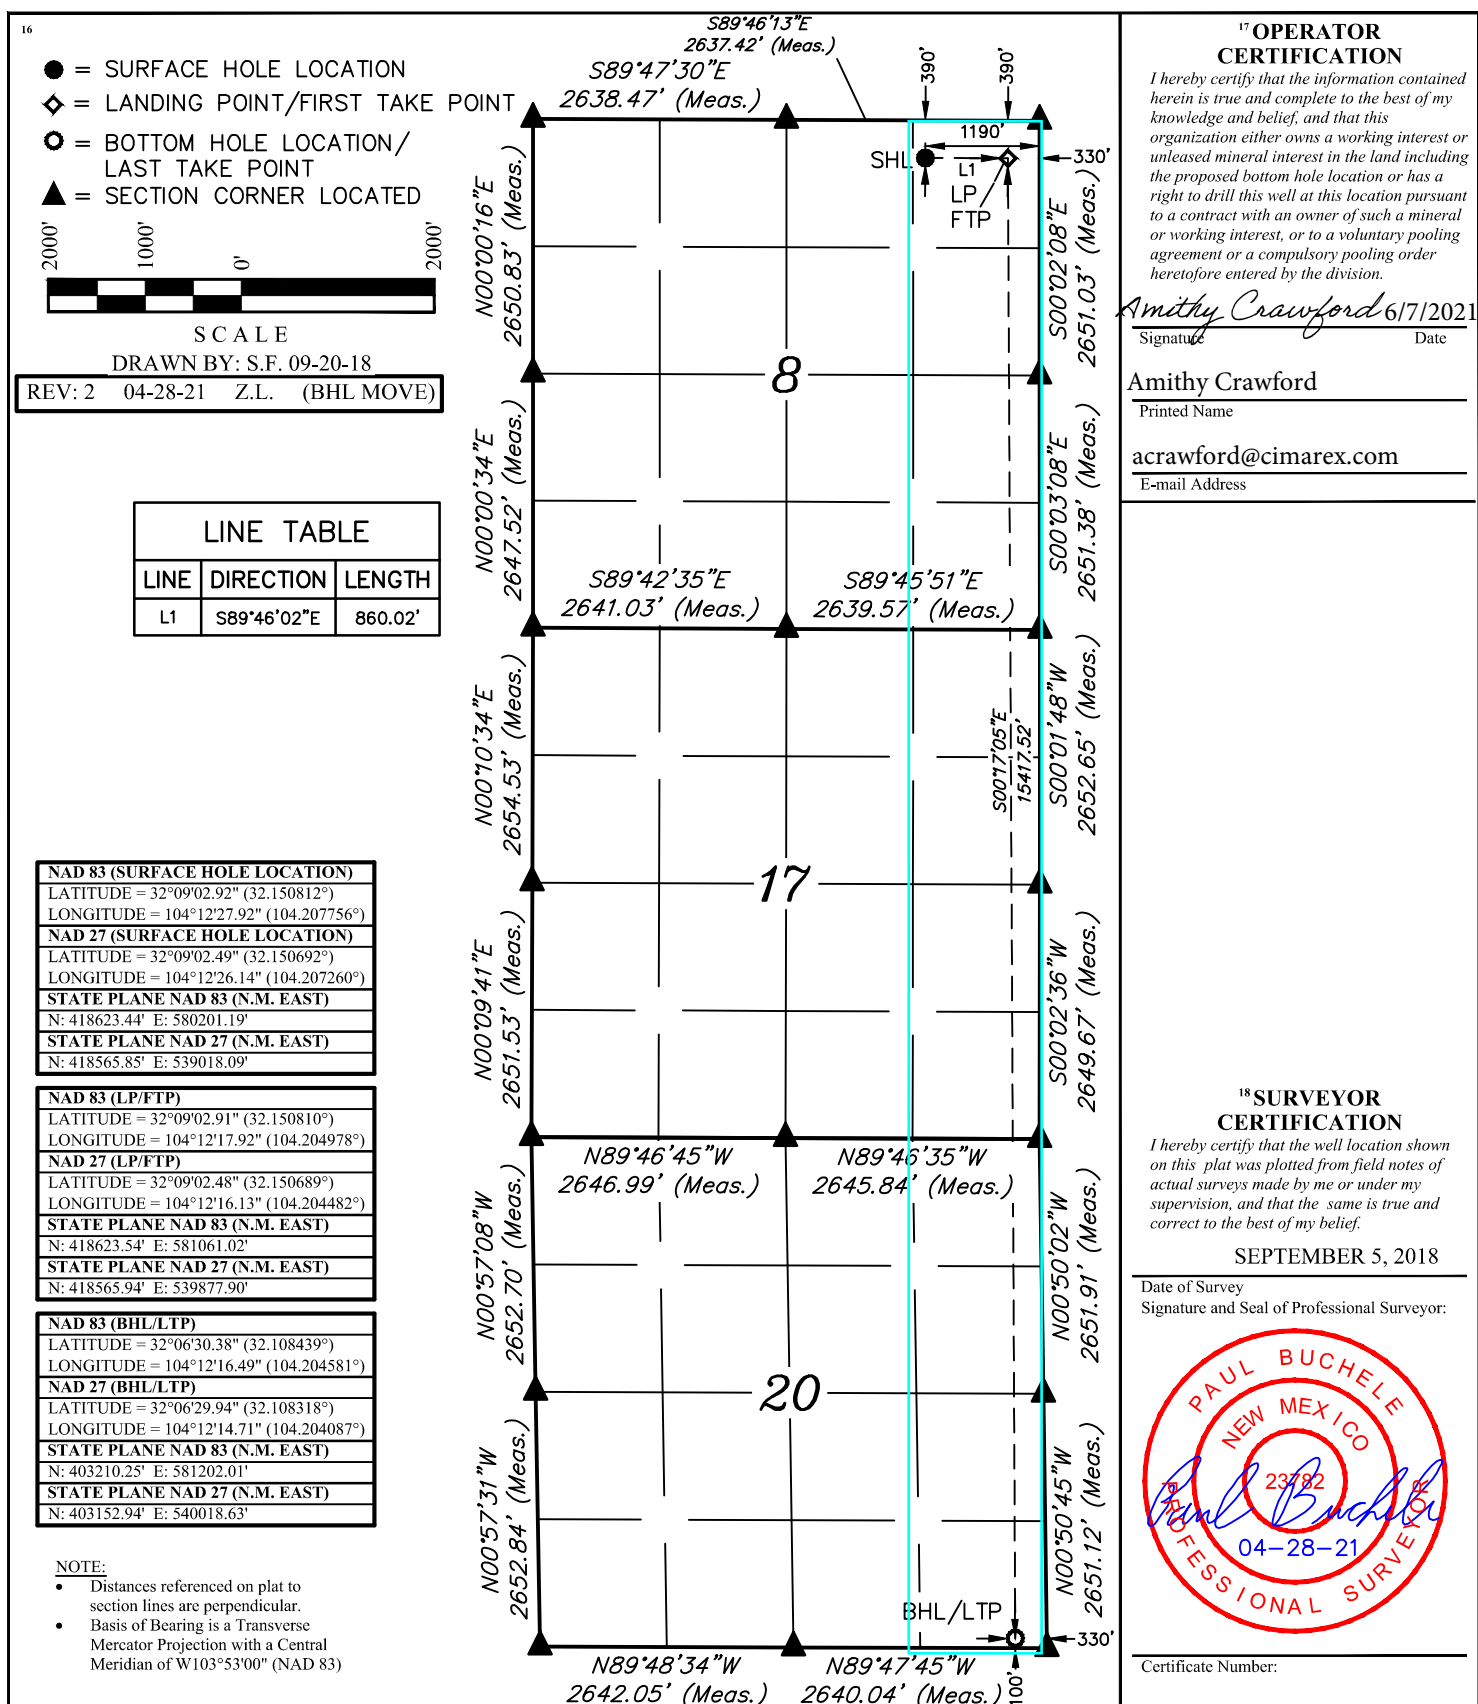 16
● = SURFACE HOLE LOCATION
◇ = LANDING POINT/FIRST TAKE POINT
○ = BOTTOM HOLE LOCATION/
LAST TAKE POINT
▲ = SECTION CORNER LOCATED
2000'
1000'
0'
2000'
SCALE
DRAWN BY: S.F. 09-20-18
REV: 2 04-28-21 Z.L. (BHL MOVE)
LINE TABLE
LINE DIRECTION LENGTH
L1 S89°46'02"E 860.02'
NAD 83 (SURFACE HOLE LOCATION)
LATITUDE = 32°09'02.92" (32.150812°)
LONGITUDE = 104°12'27.92" (104.207756°)
NAD 27 (SURFACE HOLE LOCATION)
LATITUDE = 32°09'02.49" (32.150692°)
LONGITUDE = 104°12'26.14" (104.207260°)
STATE PLANE NAD 83 (N.M. EAST)
N: 418623.44' E: 580201.19'
STATE PLANE NAD 27 (N.M. EAST)
N: 418565.85' E: 539018.09'
NAD 83 (LP/FTP)
LATITUDE = 32°09'02.91" (32.150810°)
LONGITUDE = 104°12'17.92" (104.204978°)
NAD 27 (LP/FTP)
LATITUDE = 32°09'02.48" (32.150689°)
LONGITUDE = 104°12'16.13" (104.204482°)
STATE PLANE NAD 83 (N.M. EAST)
N: 418623.54' E: 581061.02'
STATE PLANE NAD 27 (N.M. EAST)
N: 418565.94' E: 539877.90'
NAD 83 (BHL/LTP)
LATITUDE = 32°06'30.38" (32.108439°)
LONGITUDE = 104°12'16.49" (104.204581°)
NAD 27 (BHL/LTP)
LATITUDE = 32°06'29.94" (32.108318°)
LONGITUDE = 104°12'14.71" (104.204087°)
STATE PLANE NAD 83 (N.M. EAST)
N: 403210.25' E: 581202.01'
STATE PLANE NAD 27 (N.M. EAST)
N: 403152.94' E: 540018.63'
NOTE:
• Distances referenced on plat to
section lines are perpendicular.
• Basis of Bearing is a Transverse
Mercator Projection with a Central
Meridian of W103°53'00" (NAD 83)
S89°46'13"E
2637.42' (Meas.)
S89°47'30"E
2638.47' (Meas.)
390'
390'
1190'
SHL
L1
LP
FTP
330'
N00°00'16"E
2650.83' (Meas.)
S00°02'08"E
2651.03' (Meas.)
8
N00°00'34"E
2647.52' (Meas.)
S00°03'08"E
2651.38' (Meas.)
S89°42'35"E
2641.03' (Meas.)
S89°45'51"E
2639.57' (Meas.)
N00°10'34"E
2654.53' (Meas.)
S00°17'05"E
15417.52'
S00°01'48"W
2652.65' (Meas.)
17
N00°09'41"E
2651.53' (Meas.)
S00°02'36"W
2649.67' (Meas.)
N89°46'45"W
2646.99' (Meas.)
N89°46'35"W
2645.84' (Meas.)
N00°57'08"W
2652.70' (Meas.)
N00°50'02"W
2651.91' (Meas.)
20
N00°57'31"W
2652.84' (Meas.)
N00°50'45"W
2651.12' (Meas.)
BHL/LTP
330'
100'
N89°48'34"W
2642.05' (Meas.)
N89°47'45"W
2640.04' (Meas.)
17 OPERATOR
CERTIFICATION
I hereby certify that the information contained
herein is true and complete to the best of my
knowledge and belief, and that this
organization either owns a working interest or
unleased mineral interest in the land including
the proposed bottom hole location or has a
right to drill this well at this location pursuant
to a contract with an owner of such a mineral
or working interest, or to a voluntary pooling
agreement or a compulsory pooling order
heretofore entered by the division.
Amithy Crawford 6/7/2021
Signature Date
Amithy Crawford
Printed Name
acrawford@cimarex.com
E-mail Address
18 SURVEYOR
CERTIFICATION
I hereby certify that the well location shown
on this plat was plotted from field notes of
actual surveys made by me or under my
supervision, and that the same is true and
correct to the best of my belief.
SEPTEMBER 5, 2018
Date of Survey
Signature and Seal of Professional Surveyor:
PAUL BUCHELE
NEW MEXICO
23782
Paul Buchele
04-28-21
PROFESSIONAL SURVEYOR
Certificate Number: